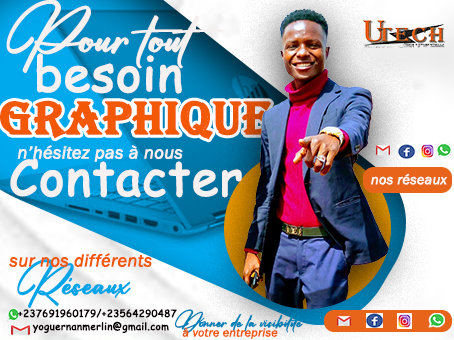 Pour tout
besoin
GRAPHIQUE
n'hésitez pas à nous
Contacter
sur nos différents
Réseaux
+237691960179/+23564290487
yoguernanmerlin@gmail.com
UTECH
nos réseaux
Donner de la visibilité
à votre entreprise